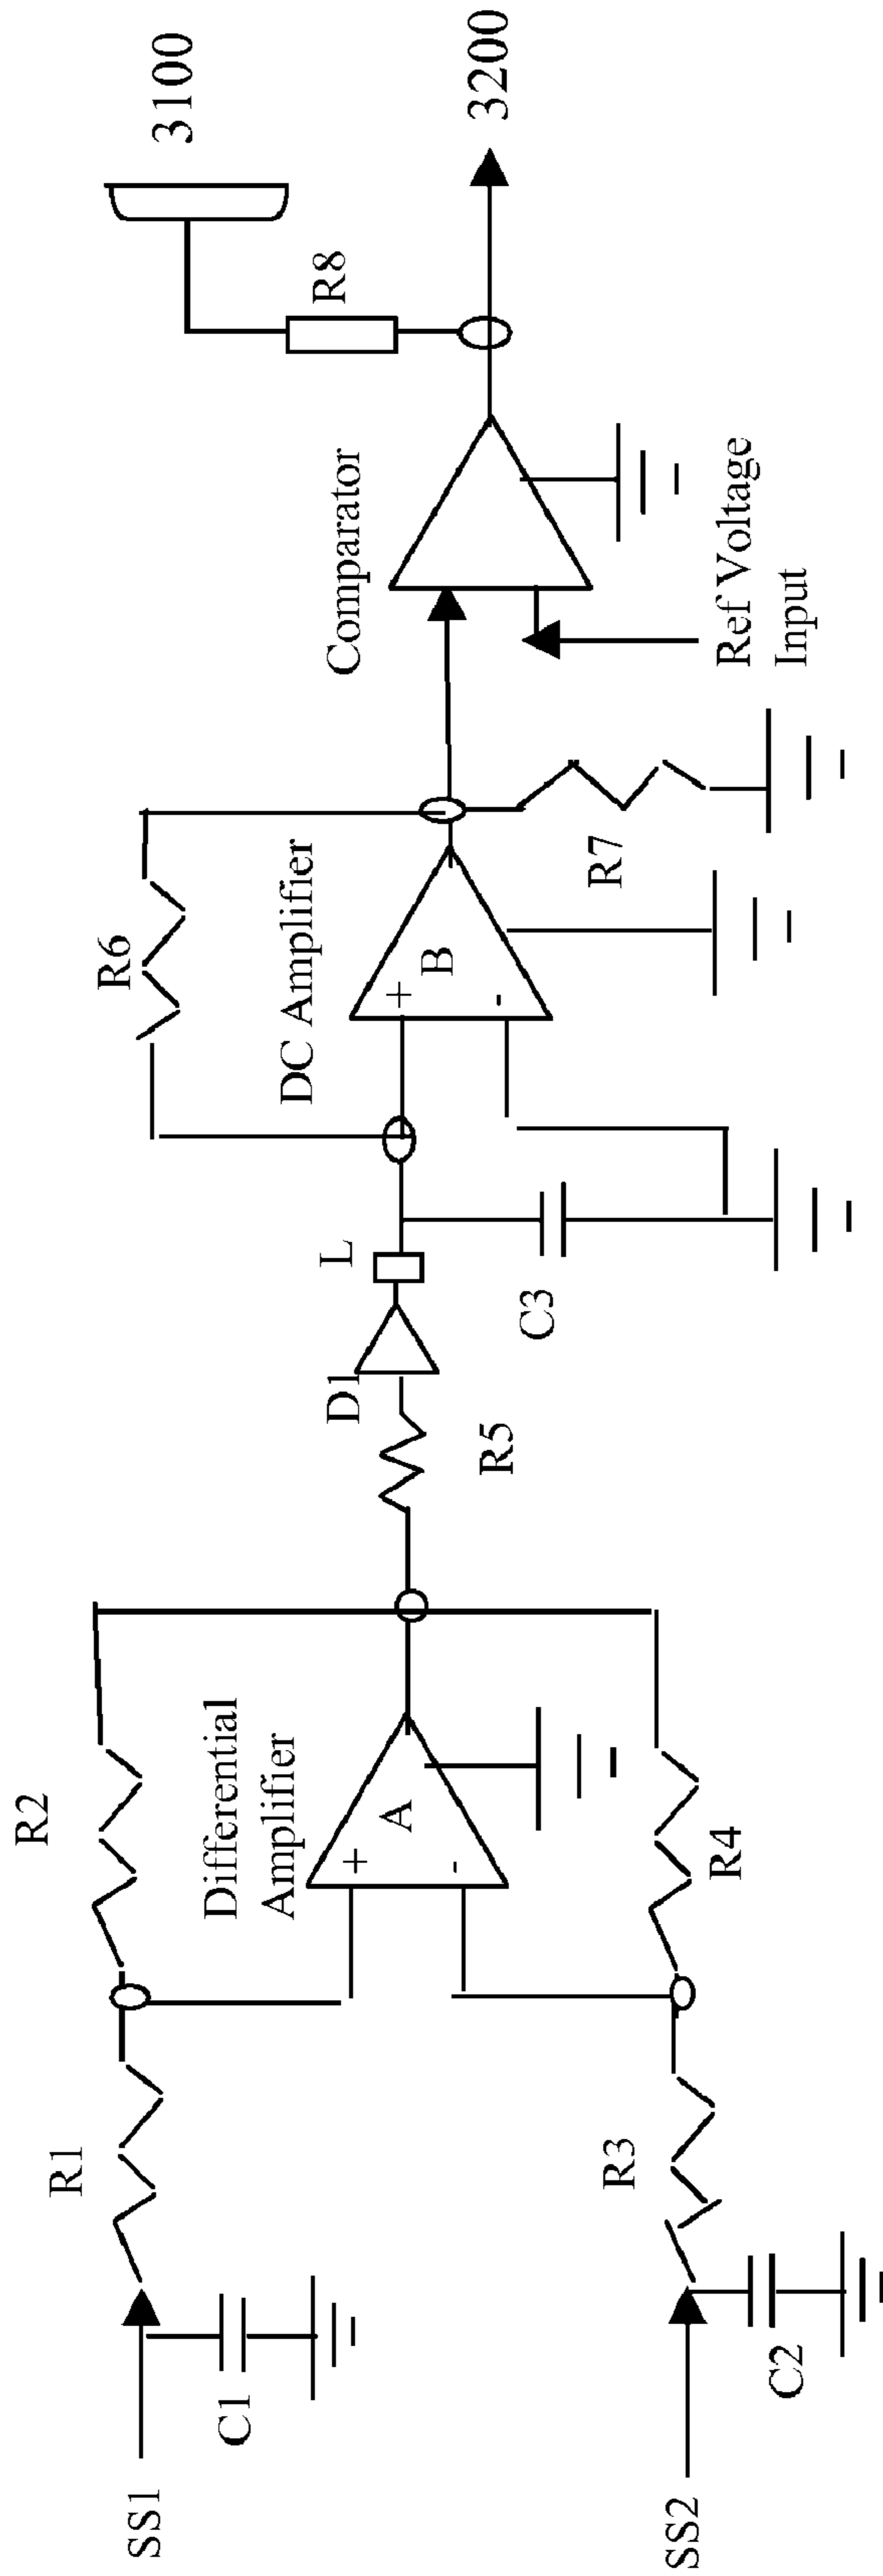 SS1
C1
R1
R2
Differential
Amplifier
+
A
-
SS2
C2
R3
R4
R5
D1
L
C3
R6
DC Amplifier
+
B
-
R7
Comparator
Ref Voltage
Input
R8
3100
3200